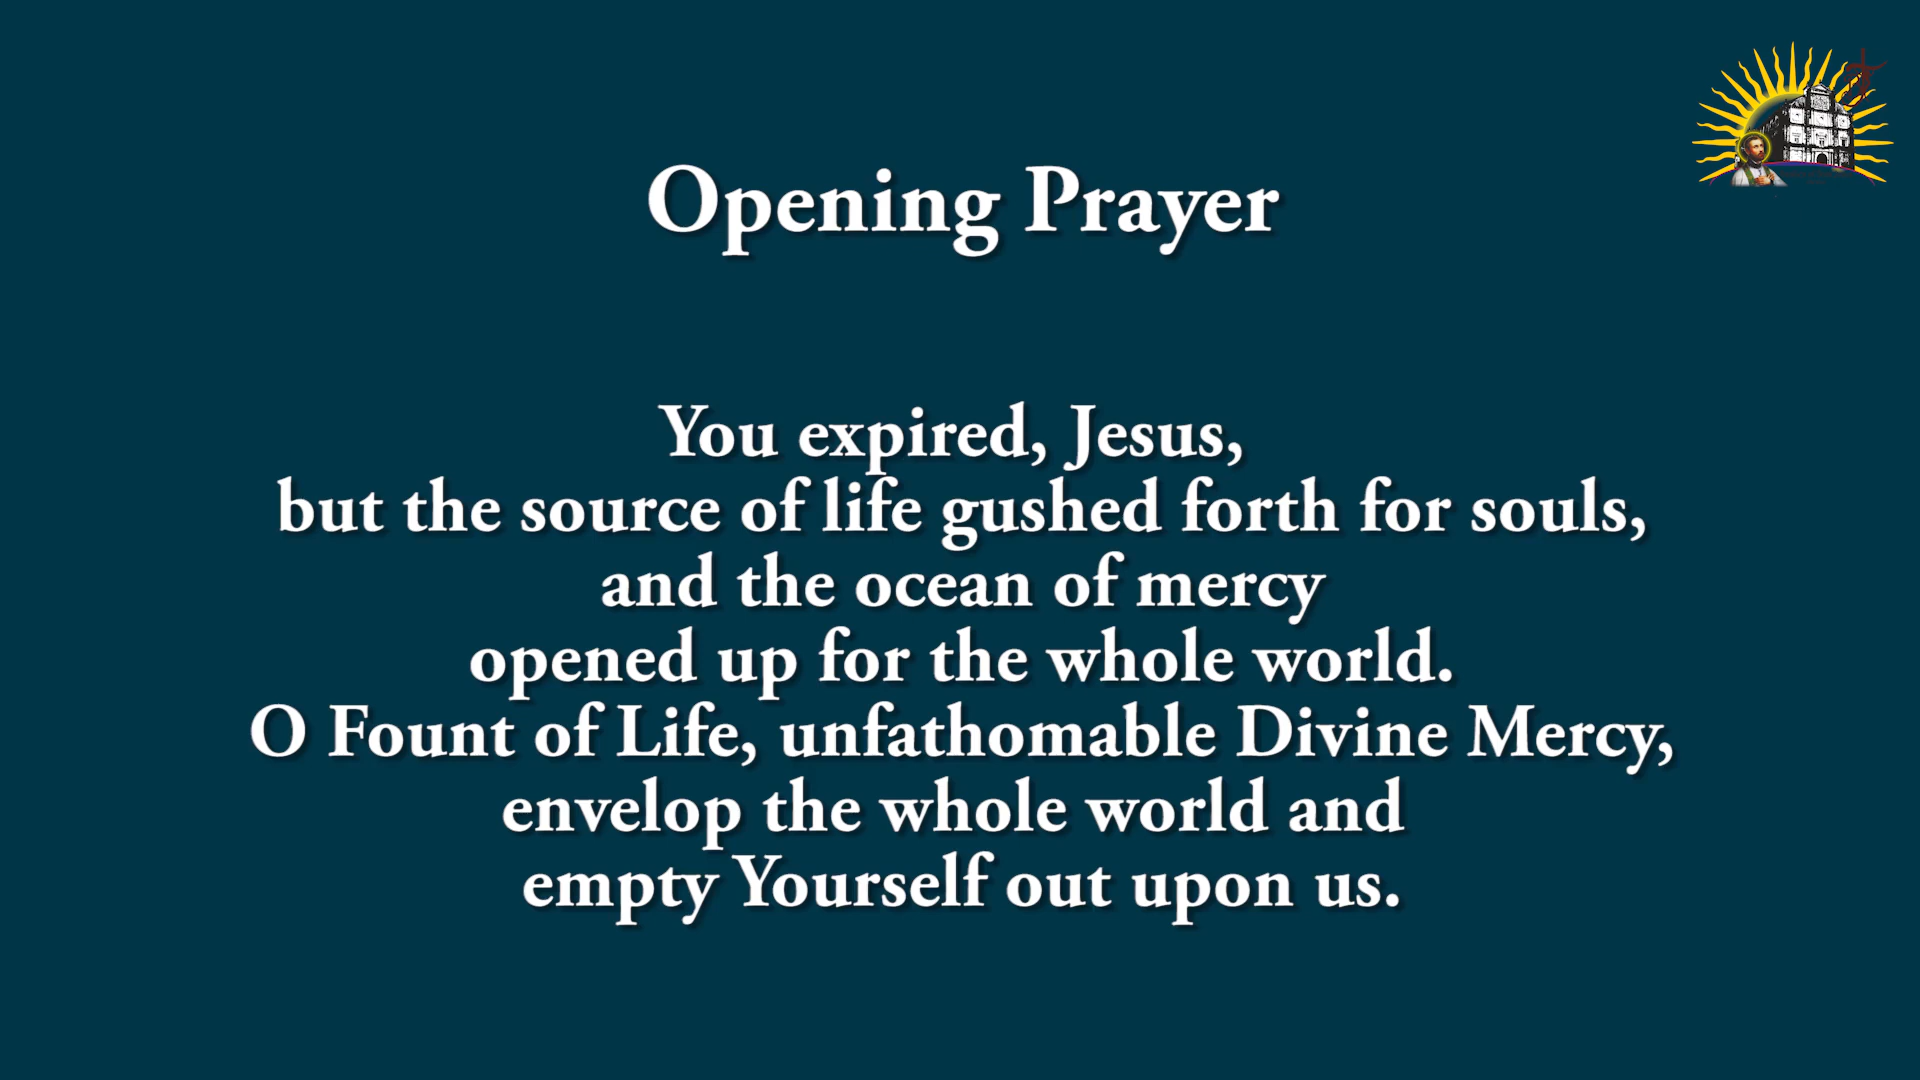 Opening Prayer
You expired, Jesus,
but the source of life gushed forth for souls,
and the ocean of mercy
opened up for the whole world.
O Fount of Life, unfathomable Divine Mercy,
envelop the whole world and
empty Yourself out upon us.